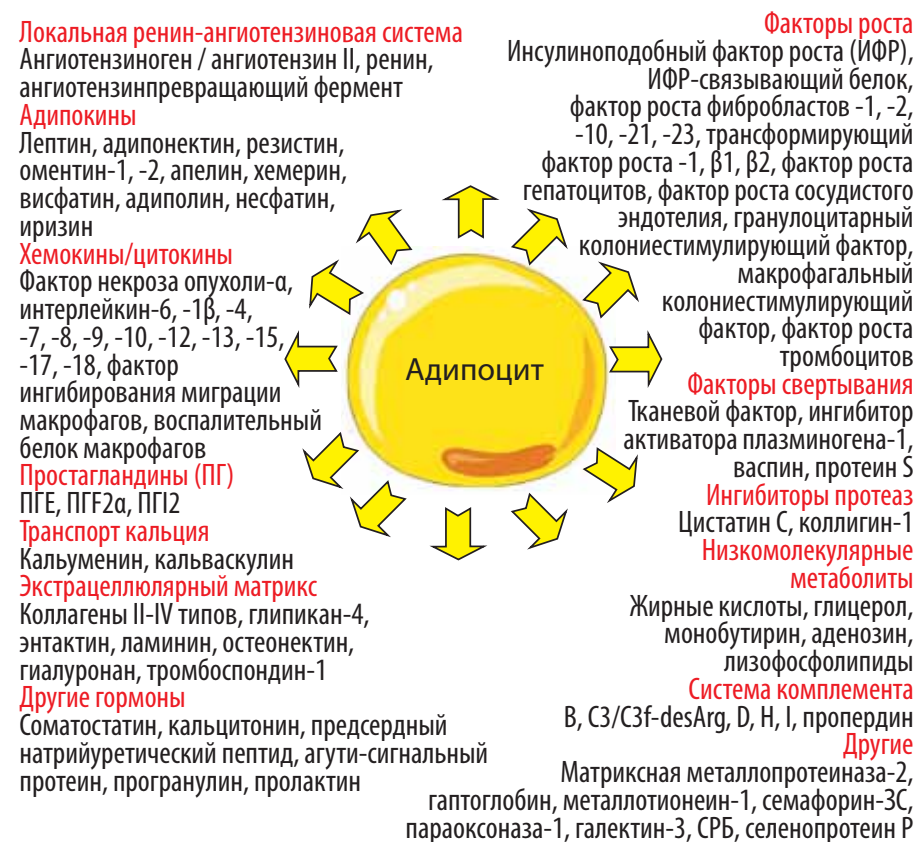 Локальная ренин-ангиотензиновая система
Ангиотензиноген / ангиотензин II, ренин,
ангиотензинпревращающий фермент
Адипокины
Лептин, адипонектин, резистин,
оментин-1, -2, апелин, хемерин,
висфатин, адиполин, несфатин,
иризин
Хемокины/цитокины
Фактор некроза опухоли-α,
интерлейкин-6, -1β, -4,
-7, -8, -9, -10, -12, -13, -15,
-17, -18, фактор
ингибирования миграции
макрофагов, воспалительный
белок макрофагов
Простагландины (ПГ)
ПГЕ, ПГF2α, ПГI2
Транспорт кальция
Кальуменин, кальваскулин
Экстрацеллюлярный матрикс
Коллагены II-IV типов, глипикан-4,
энтактин, ламинин, остеонектин,
гиалуронан, тромбоспондин-1
Другие гормоны
Соматостатин, кальцитонин, предсердный
натрийуретический пептид, агути-сигнальный
протеин, програнулин, пролактин
Адипоцит
Факторы роста
Инсулиноподобный фактор роста (ИФР),
ИФР-связывающий белок,
фактор роста фибробластов -1, -2,
-10, -21, -23, трансформирующий
фактор роста -1, β1, β2, фактор роста
гепатоцитов, фактор роста сосудистого
эндотелия, гранулоцитарный
колониестимулирующий фактор,
макрофагальный
колониестимулирующий
фактор, фактор роста
тромбоцитов
Факторы свертывания
Тканевой фактор, ингибитор
активатора плазминогена-1,
васпин, протеин S
Ингибиторы протеаз
Цистатин С, коллигин-1
Низкомолекулярные
метаболиты
Жирные кислоты, глицерол,
монобутирин, аденозин,
лизофосфолипиды
Система комплемента
B, C3/C3f-desArg, D, H, I, пропердин
Другие
Матриксная металлопротеиназа-2,
гаптоглобин, металлотионеин-1, семафорин-3С,
параоксоназа-1, галектин-3, СРБ, селенопротеин Р